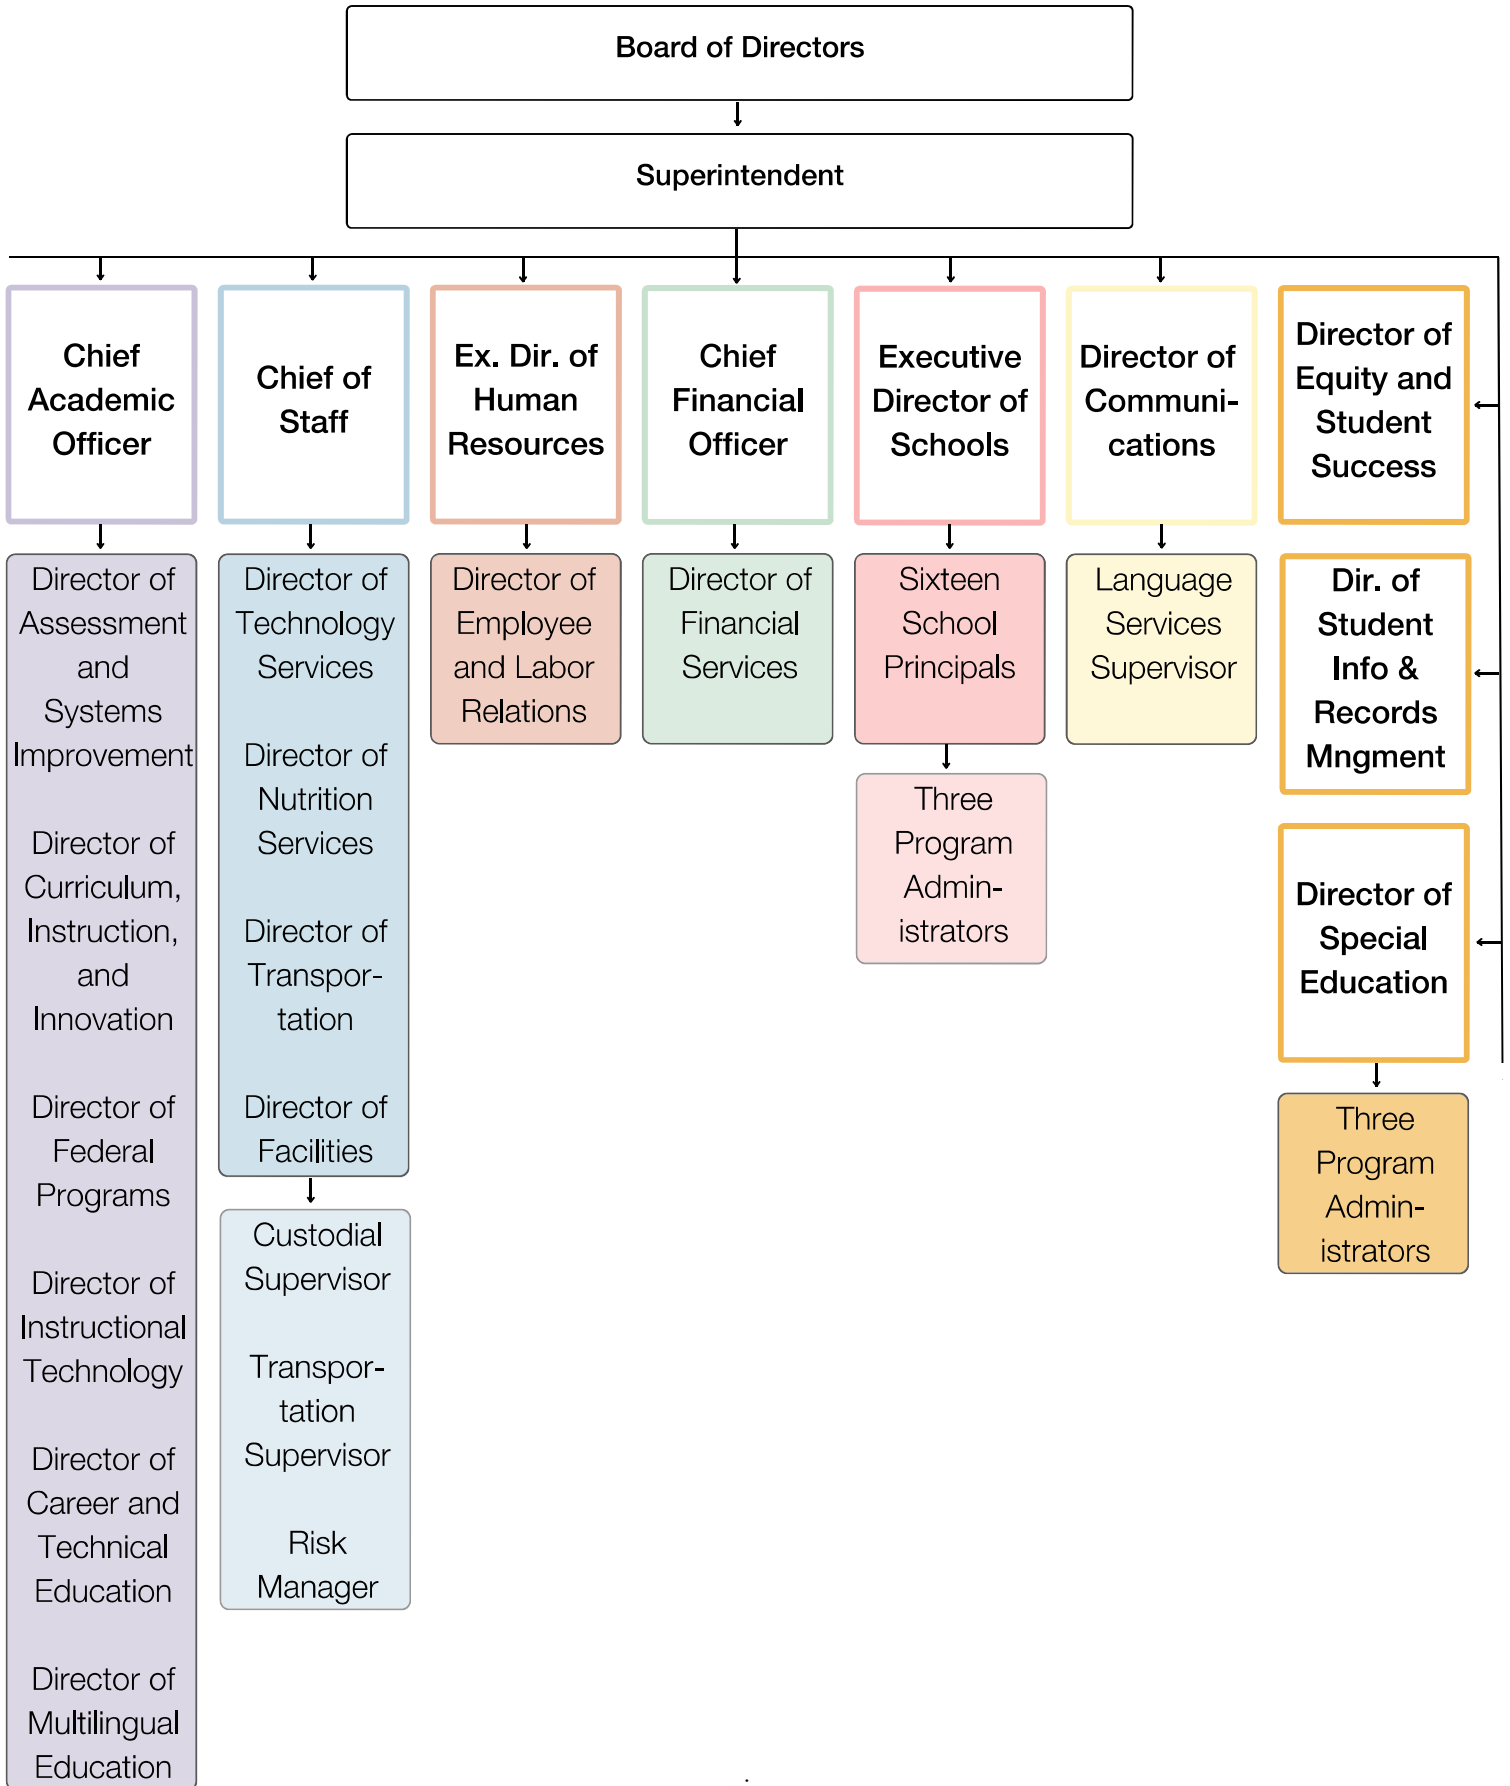 Board of Directors
Superintendent
Chief
Academic
Officer
Chief of
Staff
Ex. Dir. of
Human
Resources
Chief
Financial
Officer
Executive
Director of
Schools
Director of
Communi-
cations
Director of
Equity and
Student
Success
Director of
Assessment
and
Systems
Improvement
Director of
Curriculum,
Instruction,
and
Innovation
Director of
Federal
Programs
Director of
Instructional
Technology
Director of
Career and
Technical
Education
Director of
Multilingual
Education
Director of
Technology
Services
Director of
Nutrition
Services
Director of
Transpor-
tation
Director of
Facilities
Custodial
Supervisor
Transpor-
tation
Supervisor
Risk
Manager
Director of
Employee
and Labor
Relations
Director of
Financial
Services
Sixteen
School
Principals
Three
Program
Admin-
istrators
Language
Services
Supervisor
Dir. of
Student
Info &
Records
Mngment
Director of
Special
Education
Three
Program
Admin-
istrators